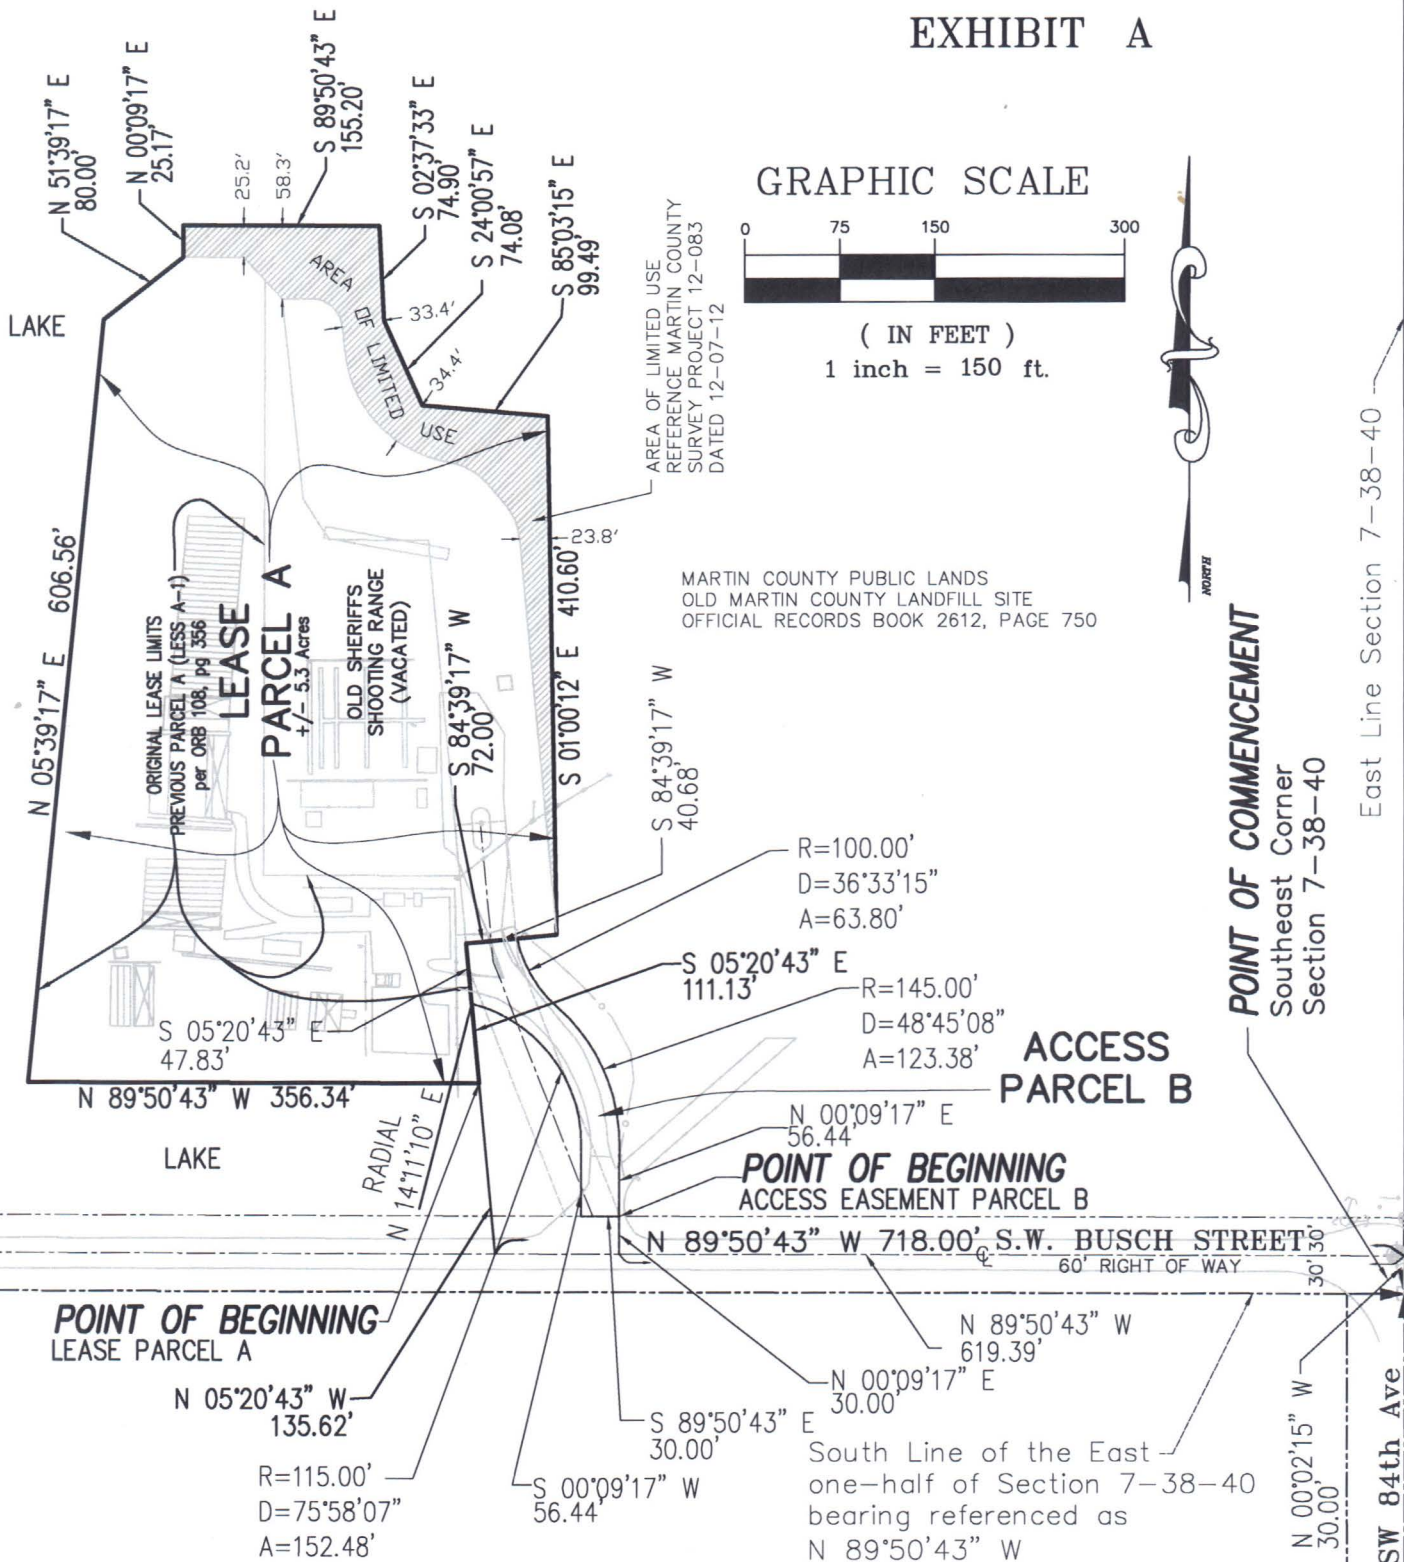 EXHIBIT A
N 51°39'17" E
80.00'
N 00°09'17" E
25.17'
25.2'
58.3'
S 89°50'43" E
155.20'
S 02°37'33" E
74.90'
S 24°00'57" E
74.08'
S 85°03'15" E
99.49'
GRAPHIC SCALE
0 75 150 300
( IN FEET )
1 inch = 150 ft.
AREA OF LIMITED USE
REFERENCE MARTIN COUNTY
SURVEY PROJECT 12-083
DATED 12-07-12
LAKE
AREA OF LIMITED USE
33.4'
34.4'
23.8'
NORTH
East Line Section 7-38-40
MARTIN COUNTY PUBLIC LANDS
OLD MARTIN COUNTY LANDFILL SITE
OFFICIAL RECORDS BOOK 2612, PAGE 750
N 05°39'17" E 606.56'
ORIGINAL LEASE LIMITS
PREVIOUS PARCEL A (LESS A-1)
per ORB 108, pg 356
LEASE
PARCEL A
+/- 5.3 Acres
OLD SHERIFFS
SHOOTING RANGE
(VACATED)
S 84°39'17" W
72.00'
S 01°00'12" E 410.60'
S 84°39'17" W
40.68'
R=100.00'
D=36°33'15"
A=63.80'
S 05°20'43" E
111.13'
R=145.00'
D=48°45'08"
A=123.38'
ACCESS
PARCEL B
POINT OF COMMENCEMENT
Southeast Corner
Section 7-38-40
S 05°20'43" E
47.83'
N 89°50'43" W 356.34'
LAKE
RADIAL
N 14°11'10" E
N 00°09'17" E
56.44'
POINT OF BEGINNING
ACCESS EASEMENT PARCEL B
N 89°50'43" W 718.00'
℄
S.W. BUSCH STREET
60' RIGHT OF WAY
30' 30'
POINT OF BEGINNING
LEASE PARCEL A
N 05°20'43" W
135.62'
R=115.00'
D=75°58'07"
A=152.48'
S 00°09'17" W
56.44'
S 89°50'43" E
30.00'
N 00°09'17" E
30.00'
N 89°50'43" W
619.39'
South Line of the East
one-half of Section 7-38-40
bearing referenced as
N 89°50'43" W
N 00°02'15" W
30.00'
SW 84th Ave